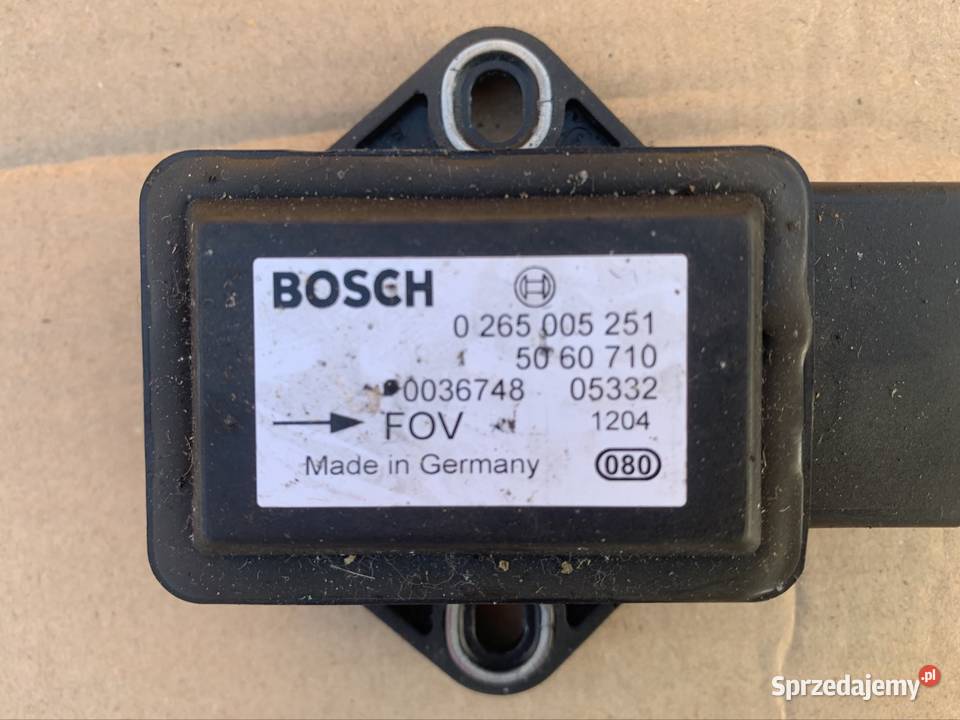 BOSCH
0 265 005 251
50 60 710
0036748 05332
FOV 1204
Made in Germany 080
Sprzedajemy.pl